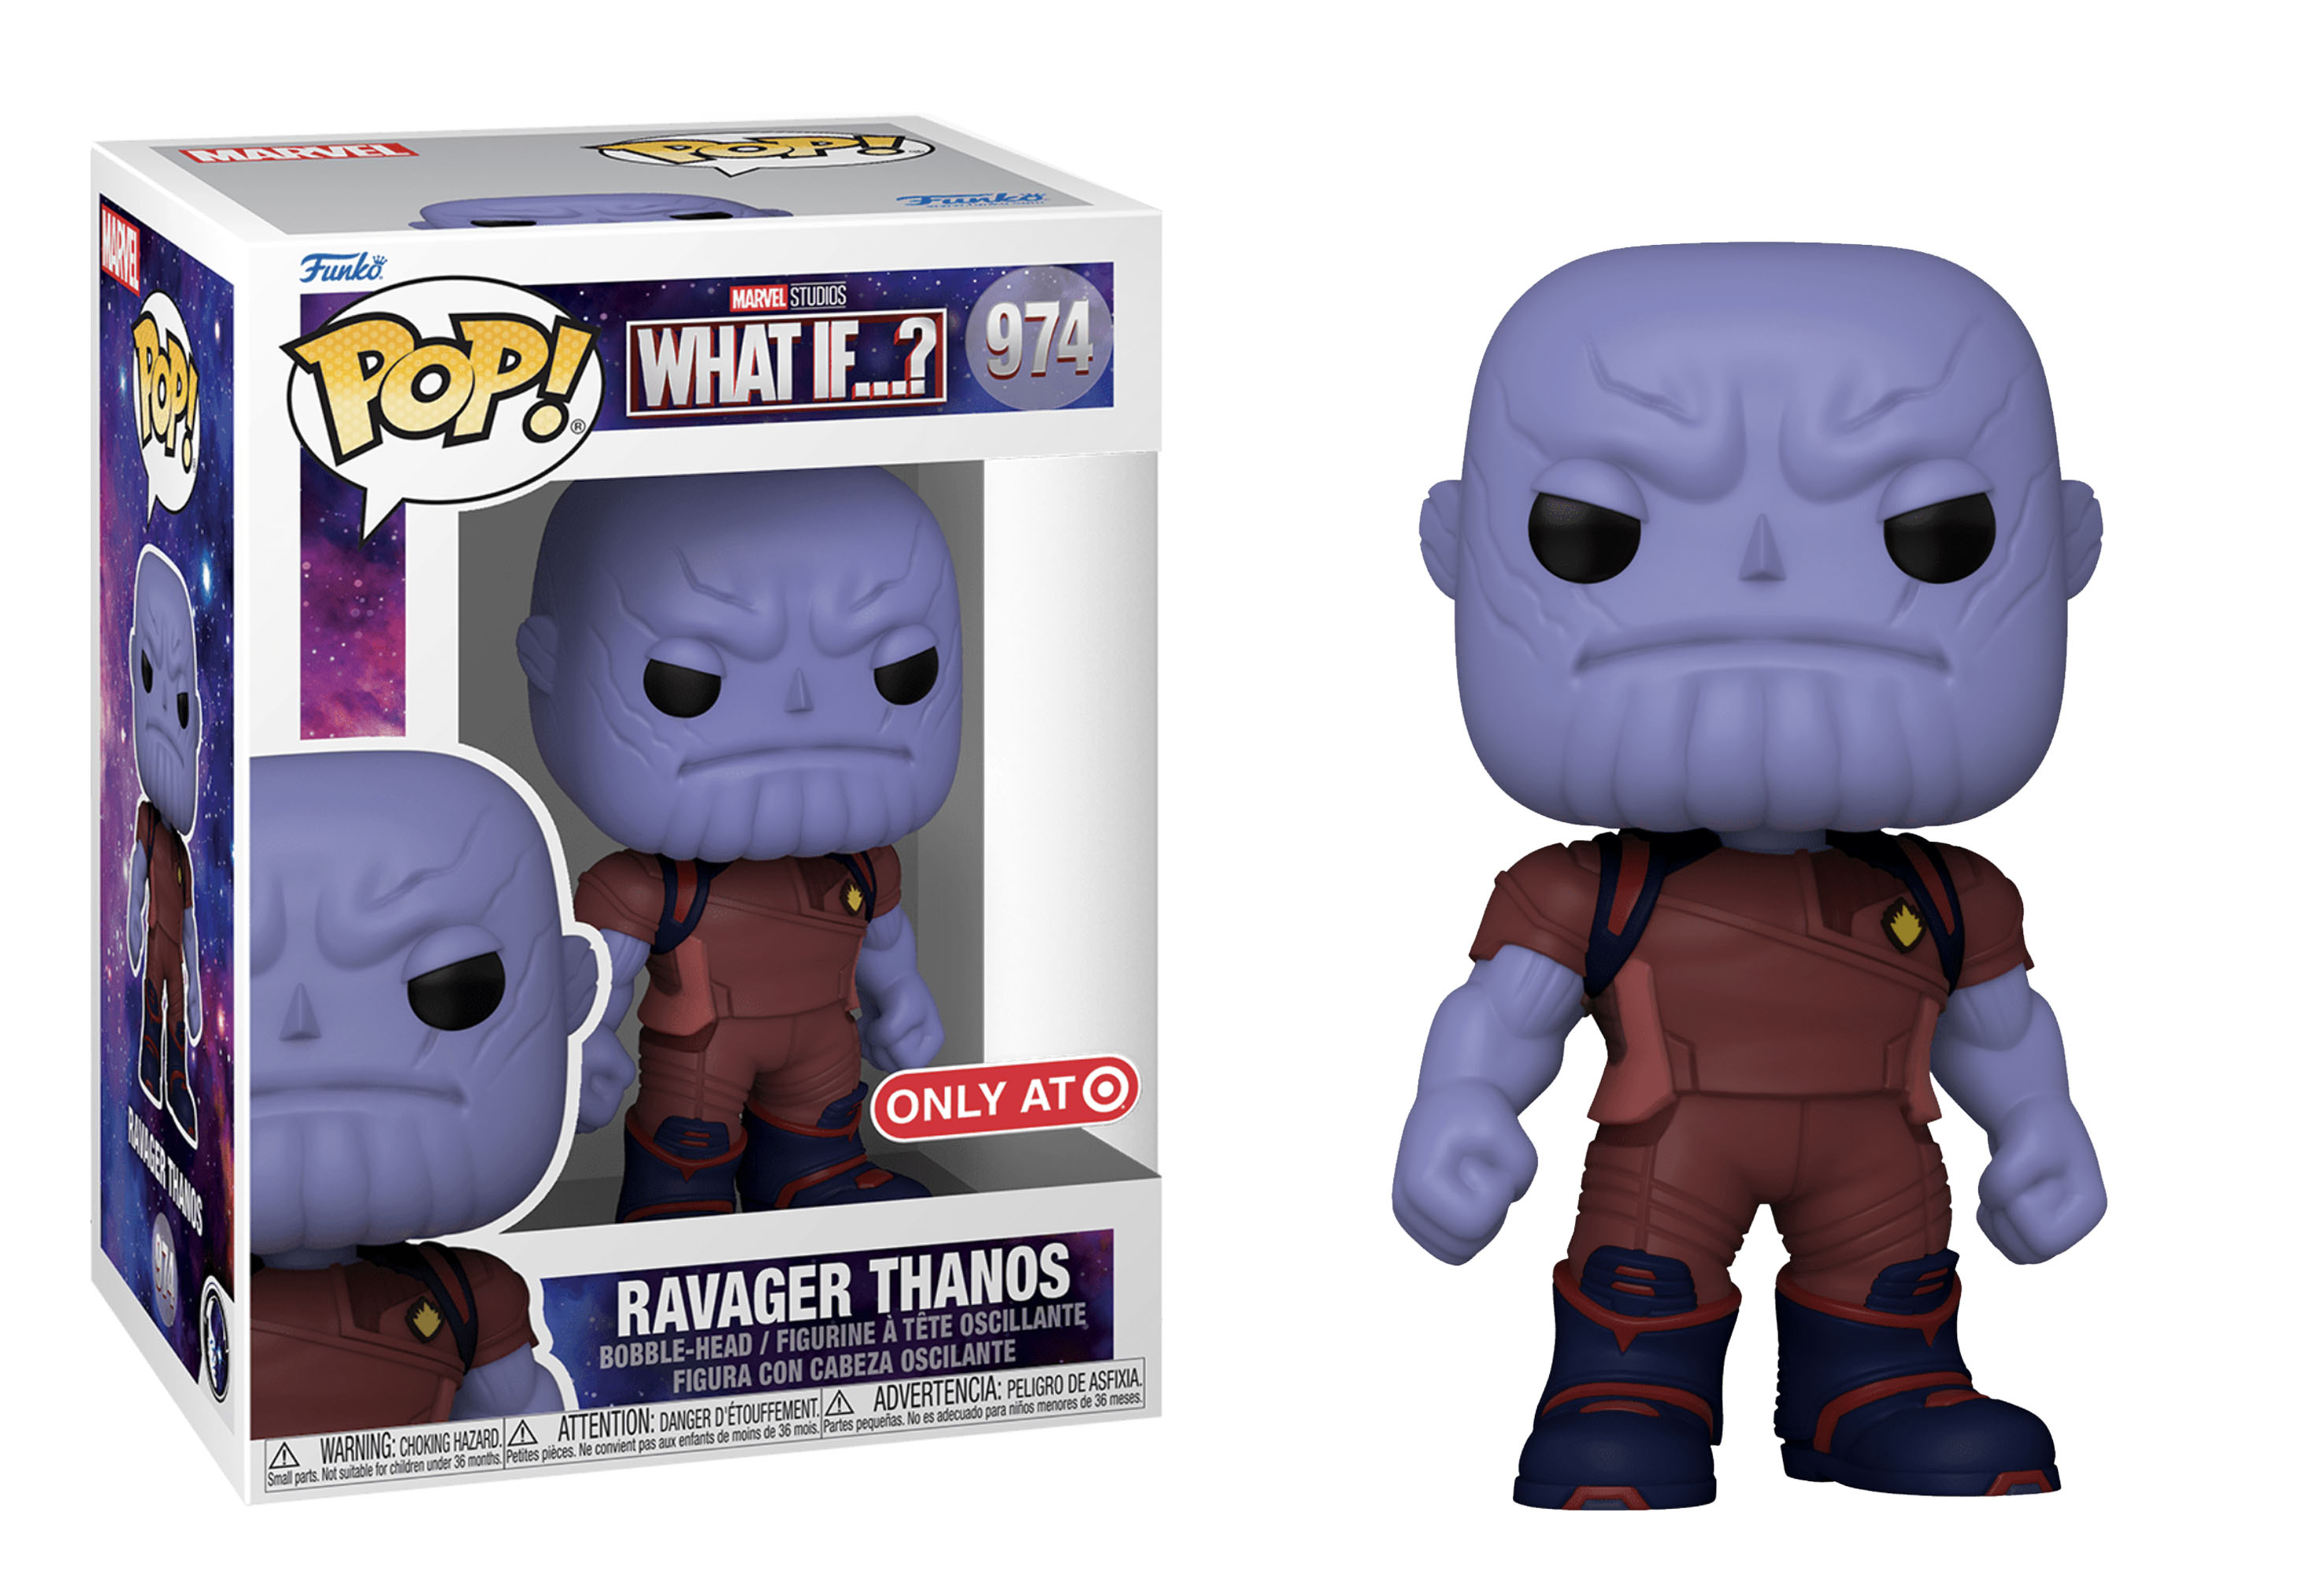 MARVEL
POP!
Funko
MARVEL
POP!
RAVAGER THANOS
974
Funko
POP!®
MARVEL STUDIOS
WHAT IF...?
974
ONLY AT
RAVAGER THANOS
BOBBLE-HEAD / FIGURINE À TÊTE OSCILLANTE
FIGURA CON CABEZA OSCILANTE
WARNING: CHOKING HAZARD.
Small parts. Not suitable for children under 36 months.
ATTENTION: DANGER D'ÉTOUFFEMENT.
Petites pièces. Ne convient pas aux enfants de moins de 36 mois.
ADVERTENCIA: PELIGRO DE ASFIXIA.
Partes pequeñas. No es adecuado para niños menores de 36 meses.